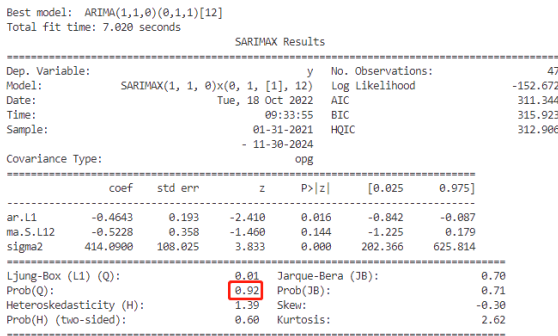 Best model:  ARIMA(1,1,0)(0,1,1)[12]
Total fit time: 7.020 seconds
SARIMAX Results
Dep. Variable: y No. Observations: 47
Model: SARIMAX(1, 1, 0)x(0, 1, [1], 12) Log Likelihood -152.672
Date: Tue, 18 Oct 2022 AIC 311.344
Time: 09:33:55 BIC 315.923
Sample: 01-31-2021 HQIC 312.906
- 11-30-2024
Covariance Type: opg
coef std err z P>|z| [0.025 0.975]
ar.L1 -0.4643 0.193 -2.410 0.016 -0.842 -0.087
ma.S.L12 -0.5228 0.358 -1.460 0.144 -1.225 0.179
sigma2 414.0900 108.025 3.833 0.000 202.366 625.814
Ljung-Box (L1) (Q): 0.01 Jarque-Bera (JB): 0.70
Prob(Q): 0.92 Prob(JB): 0.71
Heteroskedasticity (H): 1.39 Skew: -0.30
Prob(H) (two-sided): 0.60 Kurtosis: 2.62